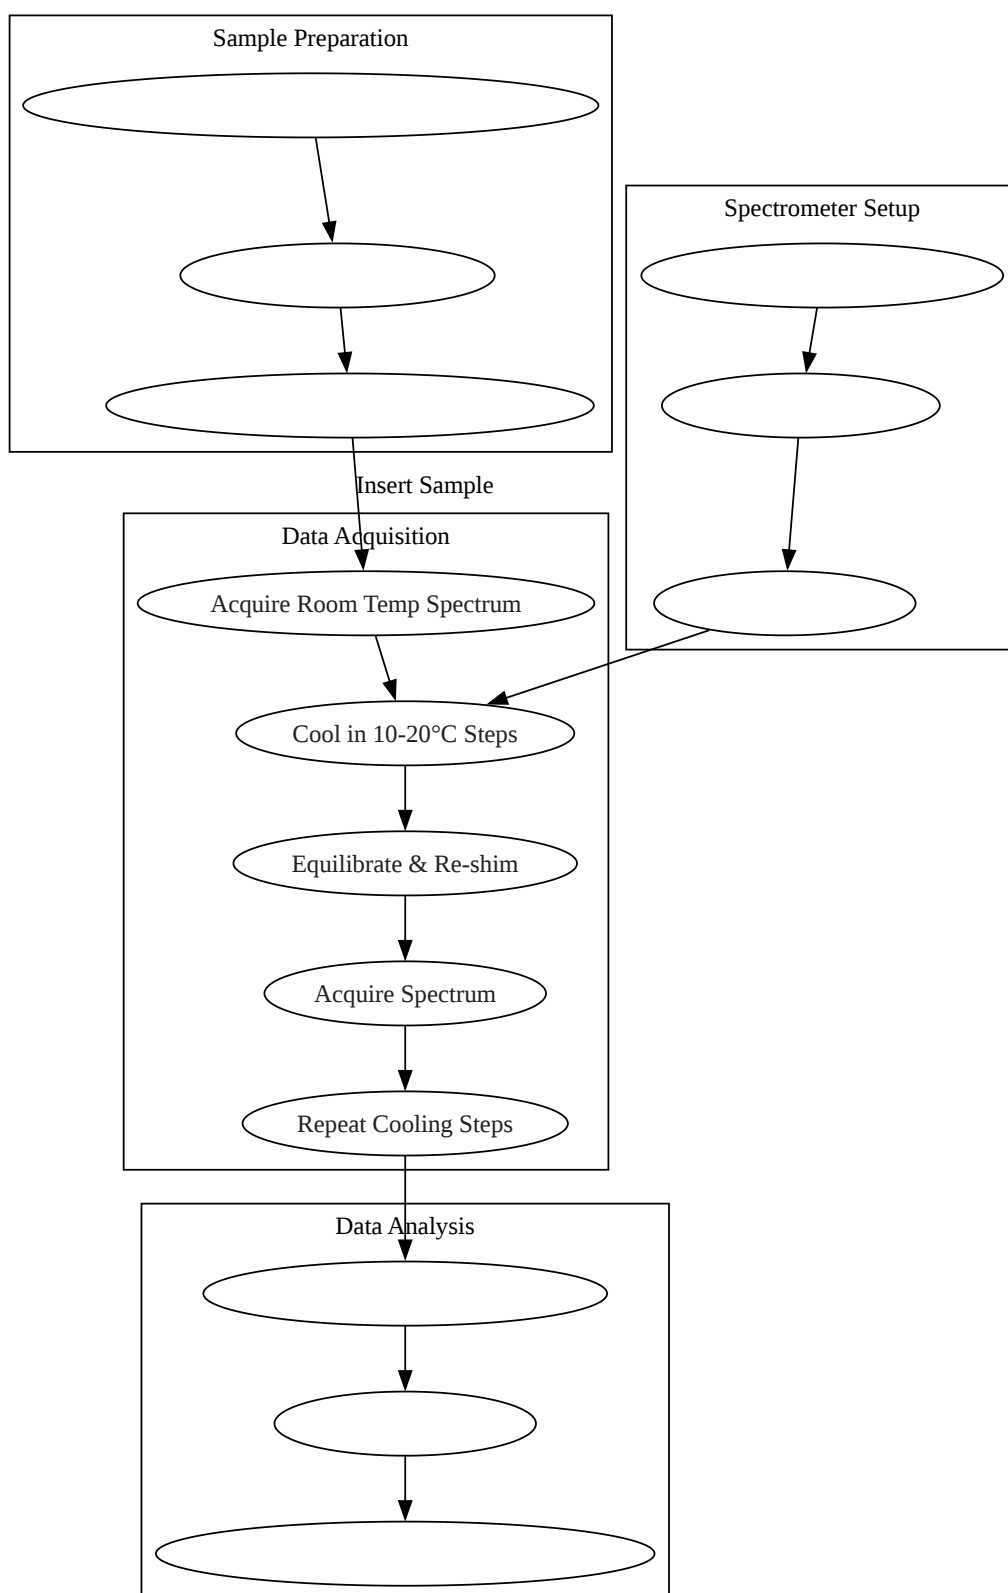 Sample Preparation
Spectrometer Setup
Insert Sample
Data Acquisition
Acquire Room Temp Spectrum
Cool in 10-20°C Steps
Equilibrate & Re-shim
Acquire Spectrum
Repeat Cooling Steps
Data Analysis